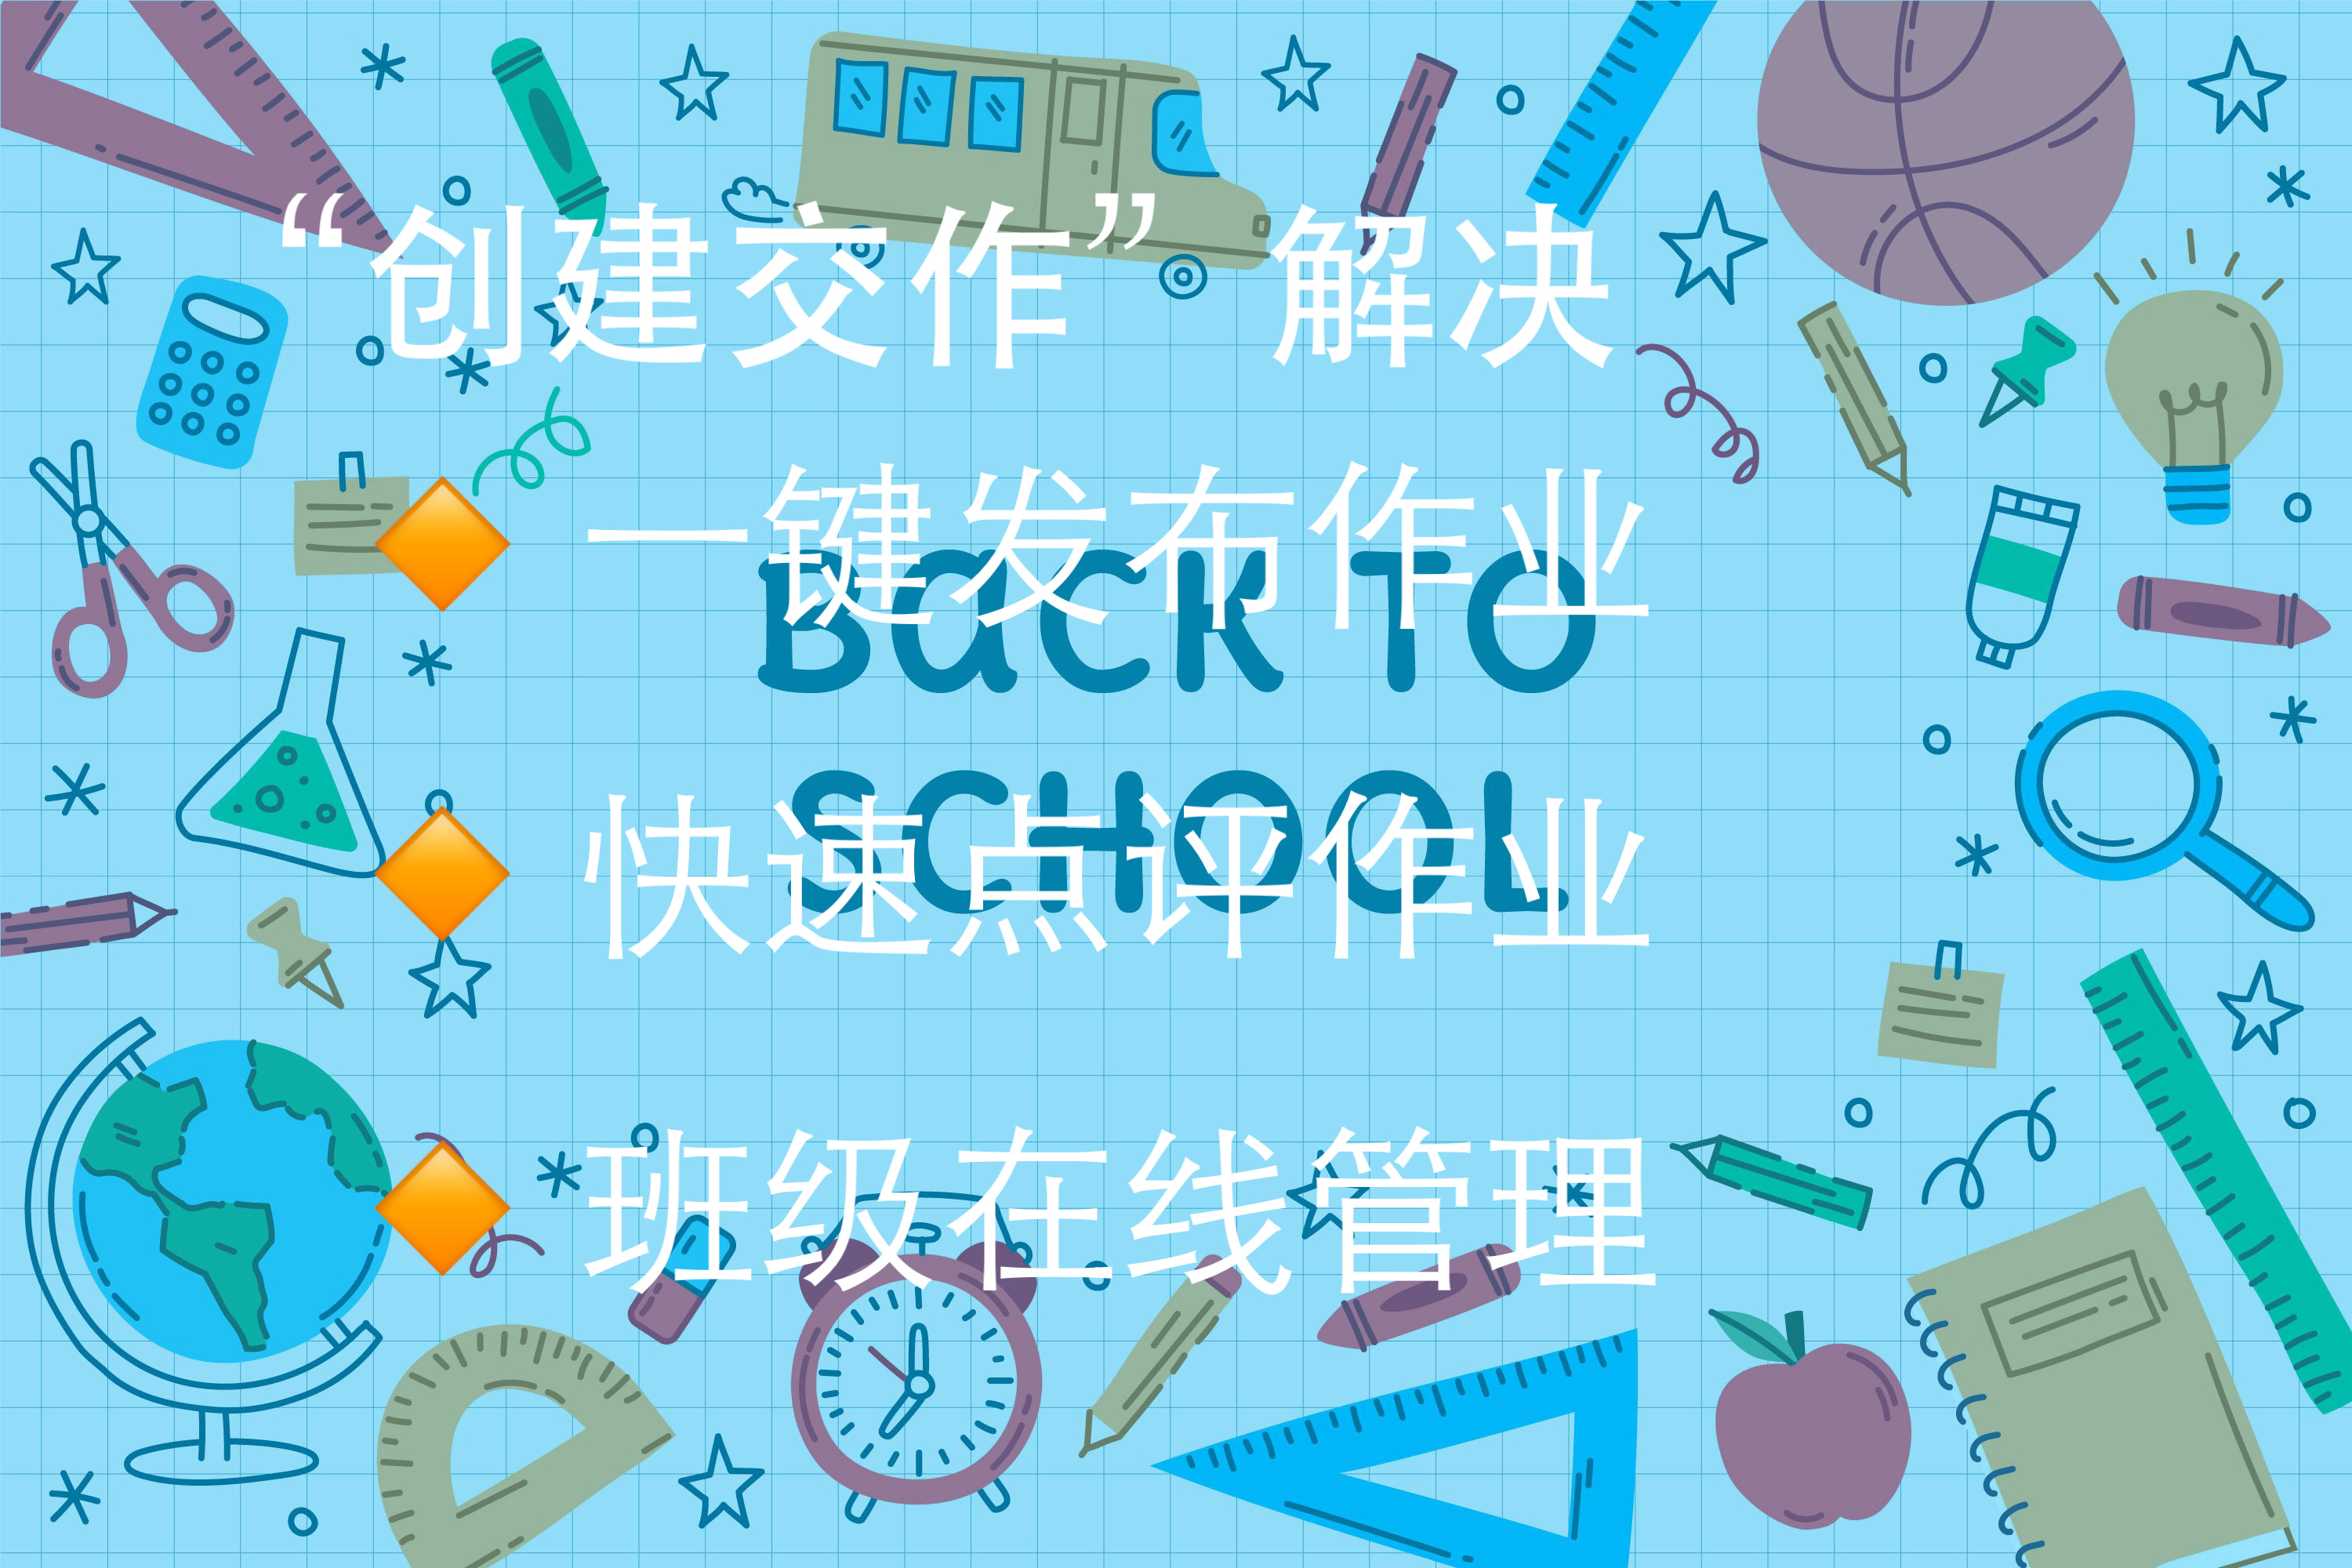 “创建交作” 解决
🔶 一键发布作业
BACK TO
SCHOOL
🔶 快速点评作业
🔶 班级在线管理